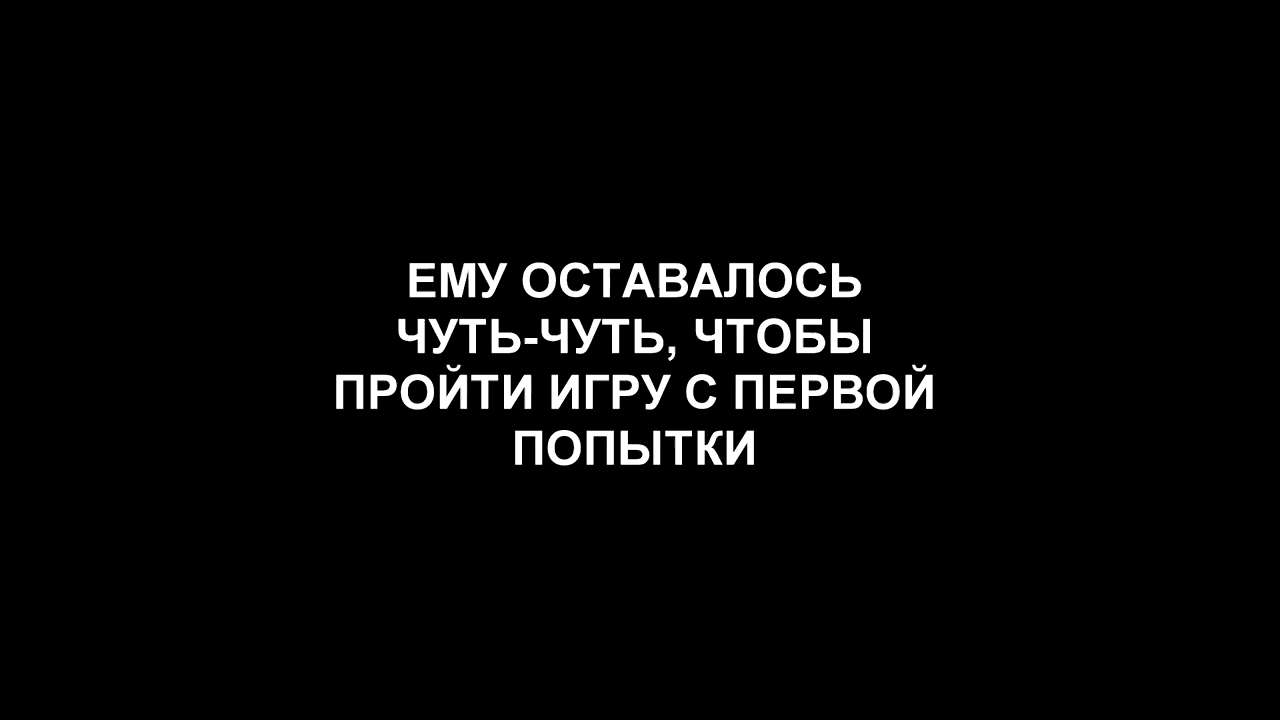 ЕМУ ОСТАВАЛОСЬ
ЧУТЬ-ЧУТЬ, ЧТОБЫ
ПРОЙТИ ИГРУ С ПЕРВОЙ
ПОПЫТКИ